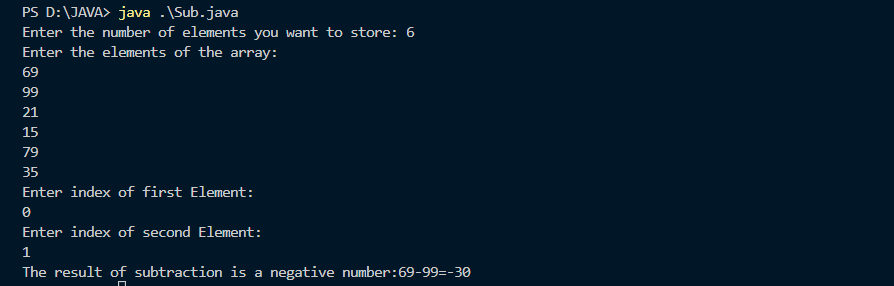 PS D:\JAVA> java .\Sub.java
Enter the number of elements you want to store: 6
Enter the elements of the array:
69
99
21
15
79
35
Enter index of first Element:
0
Enter index of second Element:
1
The result of subtraction is a negative number:69-99=-30